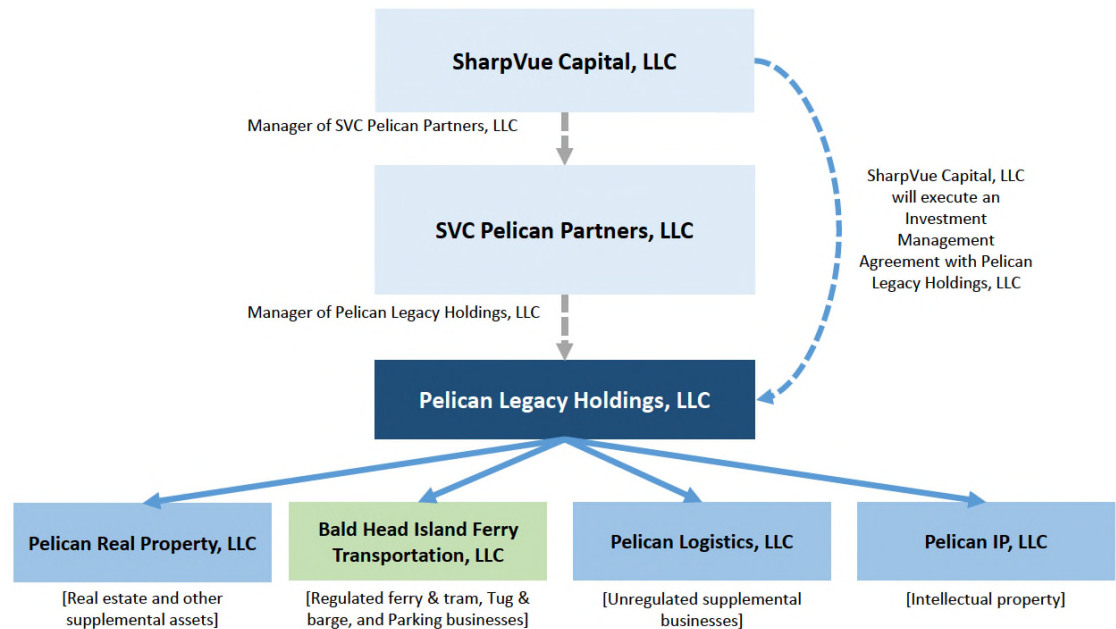 SharpVue Capital, LLC
Manager of SVC Pelican Partners, LLC
SVC Pelican Partners, LLC
SharpVue Capital, LLC
will execute an
Investment
Management
Agreement with Pelican
Legacy Holdings, LLC
Manager of Pelican Legacy Holdings, LLC
Pelican Legacy Holdings, LLC
Pelican Real Property, LLC
[Real estate and other
supplemental assets]
Bald Head Island Ferry
Transportation, LLC
[Regulated ferry & tram, Tug &
barge, and Parking businesses]
Pelican Logistics, LLC
[Unregulated supplemental
businesses]
Pelican IP, LLC
[Intellectual property]